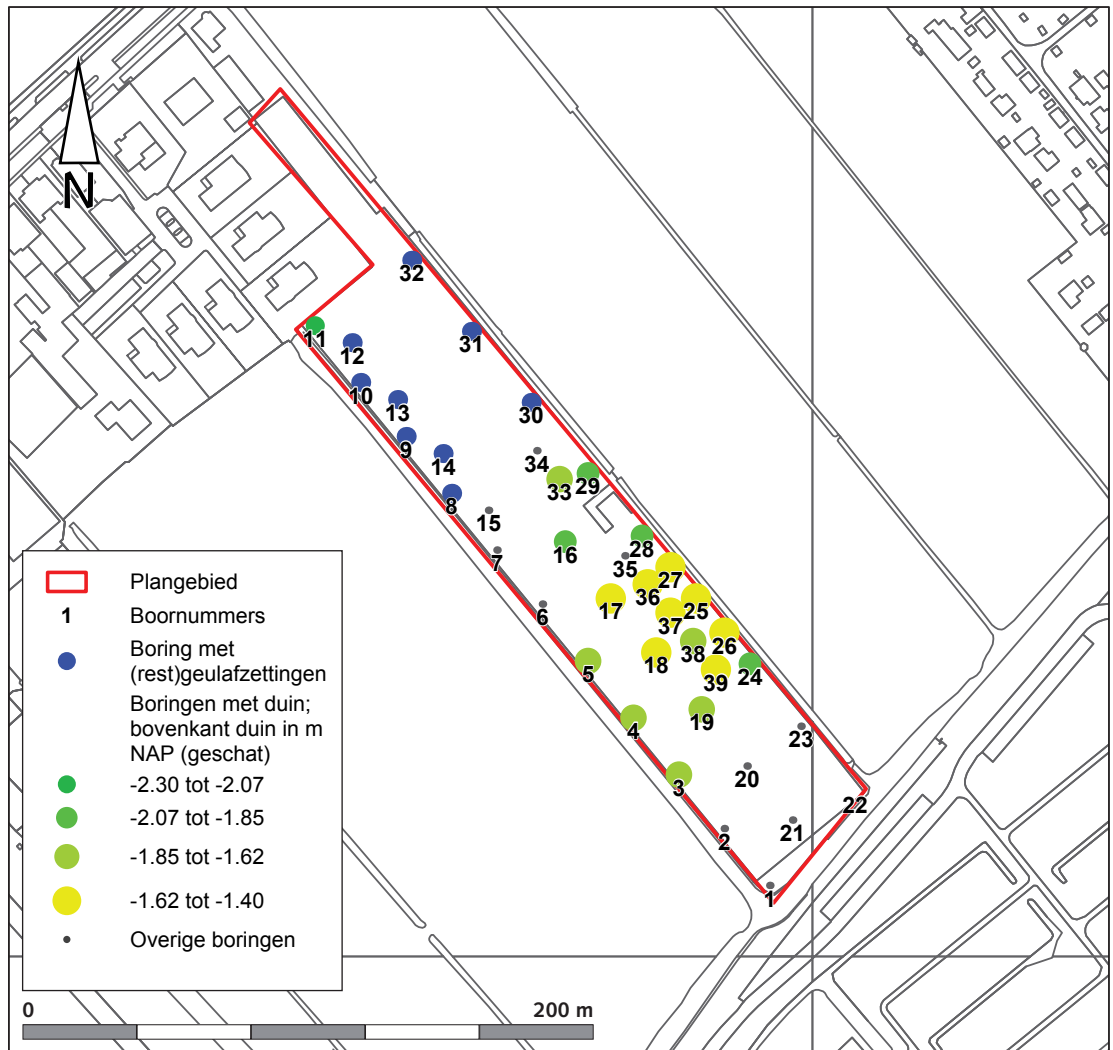 N
32
11
12
31
10
13
30
9
14
34
33
29
8
15
16
28
7
35
27
36
17
25
6
37
26
38
18
5
24
39
19
4
23
20
3
22
21
2
1
Plangebied
1 Boornummers
Boring met
(rest)geulafzettingen
Boringen met duin;
bovenkant duin in m
NAP (geschat)
-2.30 tot -2.07
-2.07 tot -1.85
-1.85 tot -1.62
-1.62 tot -1.40
Overige boringen
0 200 m